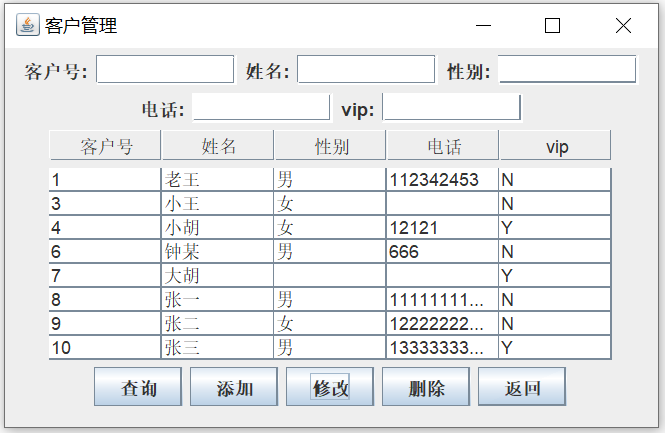 客户管理
客户号: 姓名: 性别:
电话: vip:
客户号 姓名 性别 电话 vip
1 老王 男 112342453 N
3 小王 女 N
4 小胡 女 12121 Y
6 钟某 男 666 N
7 大胡 Y
8 张一 男 11111111... N
9 张二 女 12222222... N
10 张三 男 13333333... Y
查询 添加 修改 删除 返回